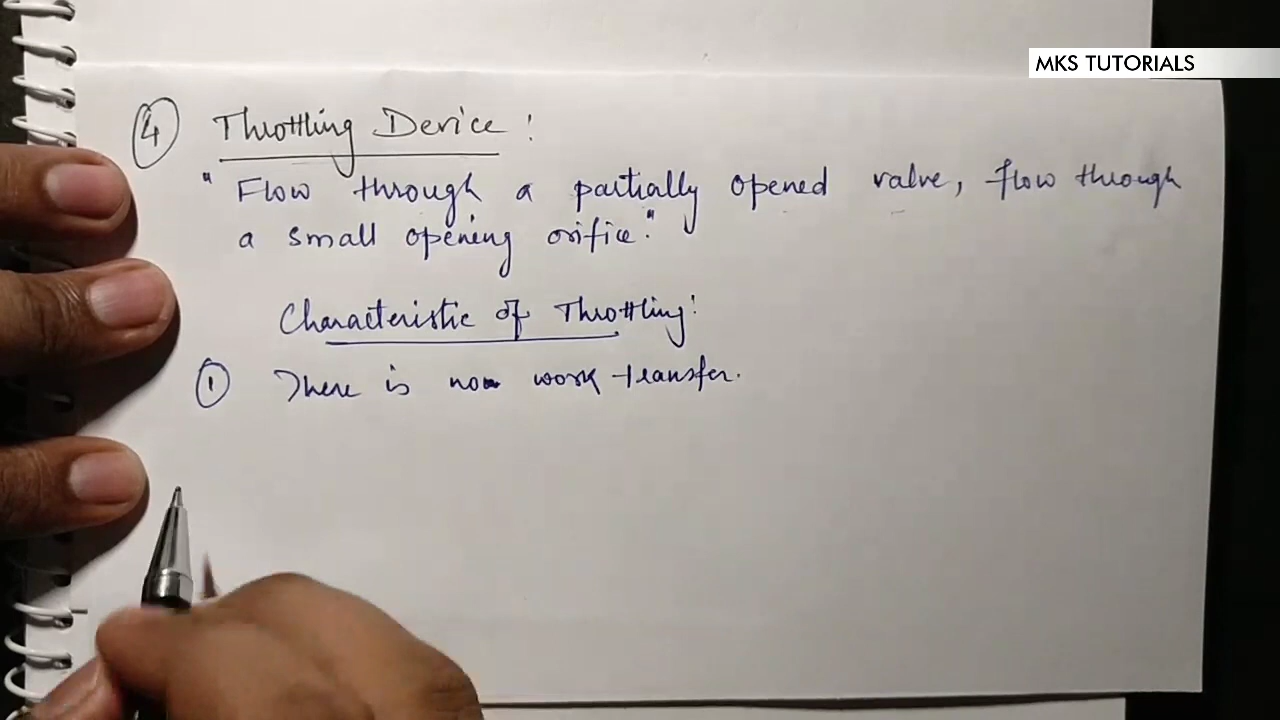 MKS TUTORIALS
④ Throttling Device :
" Flow through a partially opened valve, flow through
a small opening orifice."
Characteristic of Throttling:
① There is no work transfer.